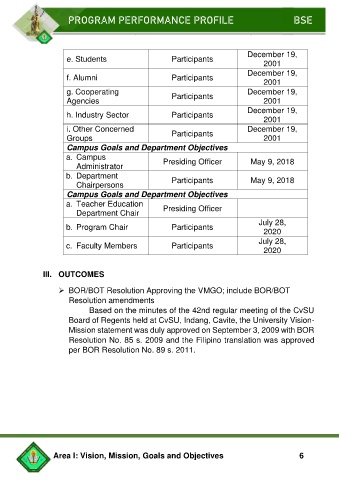 PROGRAM PERFORMANCE PROFILE BSE
e. Students Participants December 19, 2001
f. Alumni Participants December 19, 2001
g. Cooperating Agencies Participants December 19, 2001
h. Industry Sector Participants December 19, 2001
i. Other Concerned Groups Participants December 19, 2001
Campus Goals and Department Objectives
a. Campus Administrator Presiding Officer May 9, 2018
b. Department Chairpersons Participants May 9, 2018
Campus Goals and Department Objectives
a. Teacher Education Department Chair Presiding Officer
b. Program Chair Participants July 28, 2020
c. Faculty Members Participants July 28, 2020
III. OUTCOMES
➢ BOR/BOT Resolution Approving the VMGO; include BOR/BOT
Resolution amendments
Based on the minutes of the 42nd regular meeting of the CvSU
Board of Regents held at CvSU, Indang, Cavite, the University Vision-
Mission statement was duly approved on September 3, 2009 with BOR
Resolution No. 85 s. 2009 and the Filipino translation was approved
per BOR Resolution No. 89 s. 2011.
Area I: Vision, Mission, Goals and Objectives 6